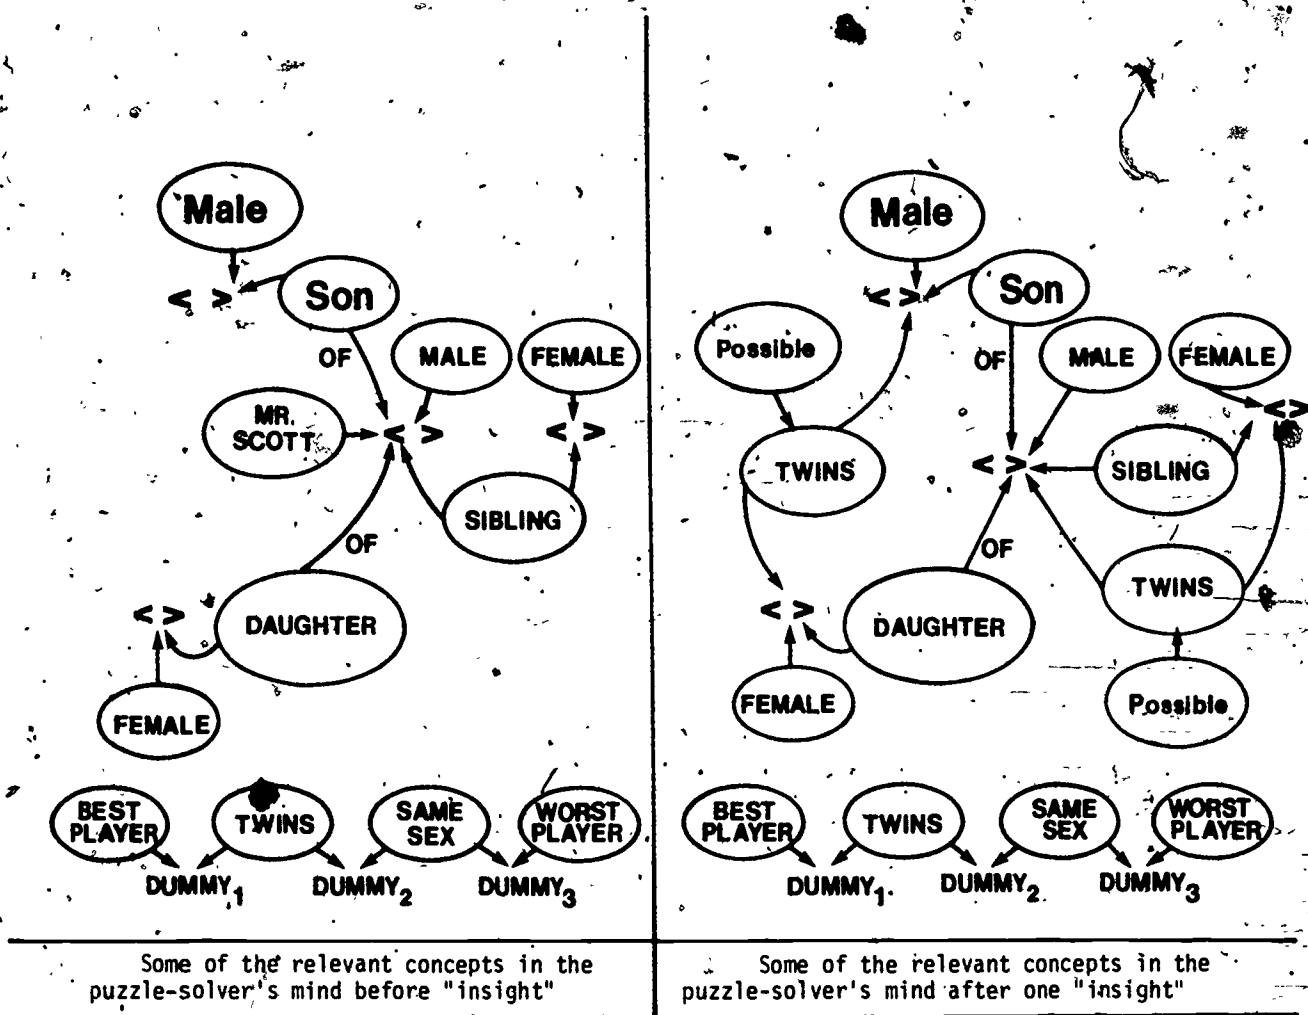 Male
Son
OF
MALE
FEMALE
MR.
SCOTT
< >
< >
< >
SIBLING
OF
< >
DAUGHTER
FEMALE
BEST
PLAYER
TWINS
SAME
SEX
WORST
PLAYER
DUMMY1
DUMMY2
DUMMY3
Some of the relevant concepts in the
puzzle-solver's mind before "insight"
Male
< >
Son
Possible
OF
MALE
FEMALE
< >
TWINS
< >
SIBLING
OF
TWINS
< >
DAUGHTER
FEMALE
Possible
BEST
PLAYER
TWINS
SAME
SEX
WORST
PLAYER
DUMMY1.
DUMMY2
DUMMY3
Some of the relevant concepts in the
puzzle-solver's mind after one "insight"